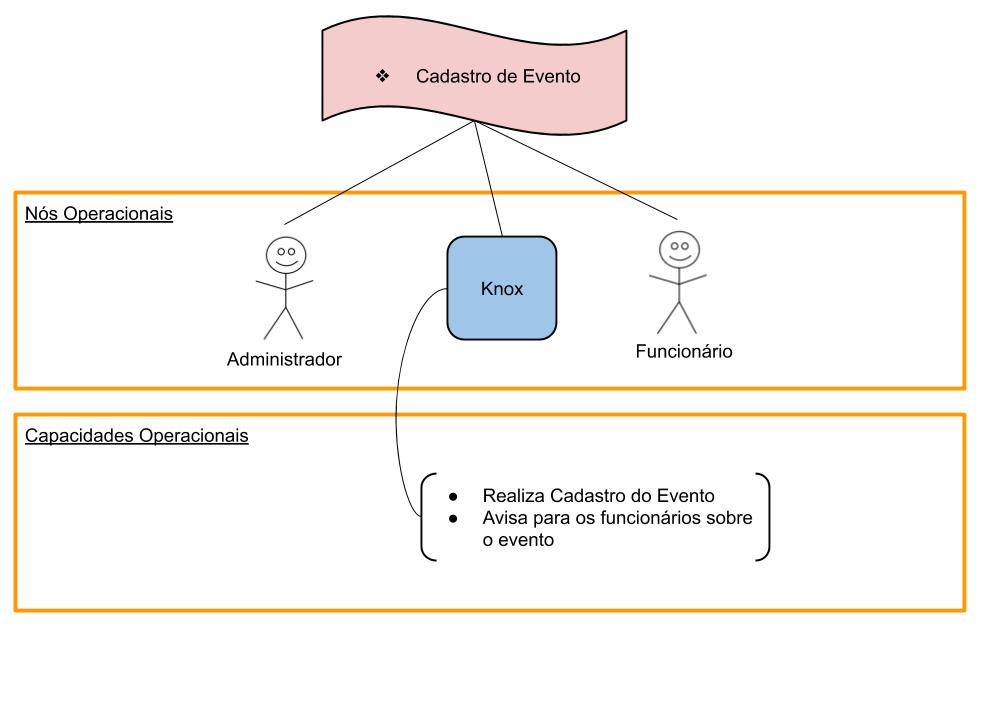 ❖ Cadastro de Evento
Nós Operacionais
Knox
Administrador
Funcionário
Capacidades Operacionais
● Realiza Cadastro do Evento
● Avisa para os funcionários sobre
o evento